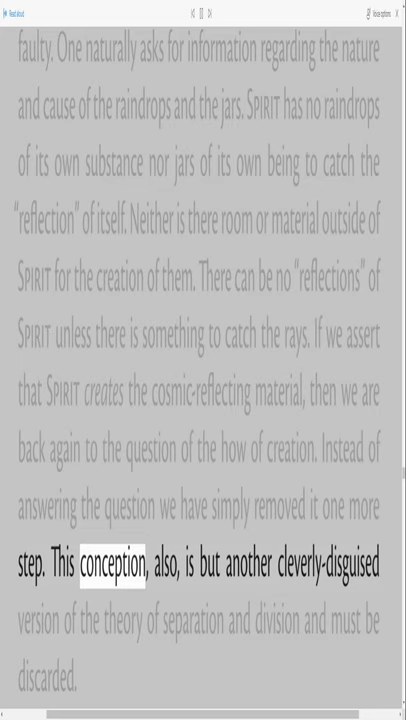 Read aloud Voice options
faulty. One naturally asks for information regarding the nature
and cause of the raindrops and the jars. SPIRIT has no raindrops
of its own substance nor jars of its own being to catch the
“reflection” of itself. Neither is there room or material outside of
SPIRIT for the creation of them. There can be no “reflections” of
SPIRIT unless there is something to catch the rays. If we assert
that SPIRIT creates the cosmic-reflecting material, then we are
back again to the question of the how of creation. Instead of
answering the question we have simply removed it one more
step. This conception, also, is but another cleverly-disguised
version of the theory of separation and division and must be
discarded.